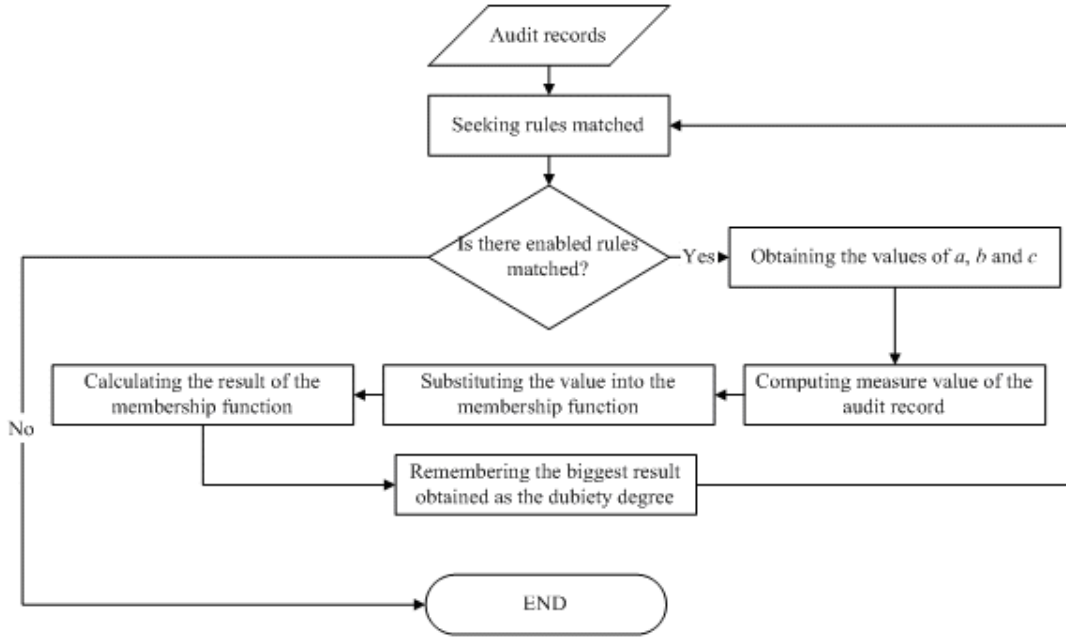 Audit records
Seeking rules matched
Is there enabled rules
matched?
Yes
Obtaining the values of a, b and c
Calculating the result of the
membership function
Substituting the value into the
membership function
Computing measure value of the
audit record
No
Remembering the biggest result
obtained as the dubiety degree
END